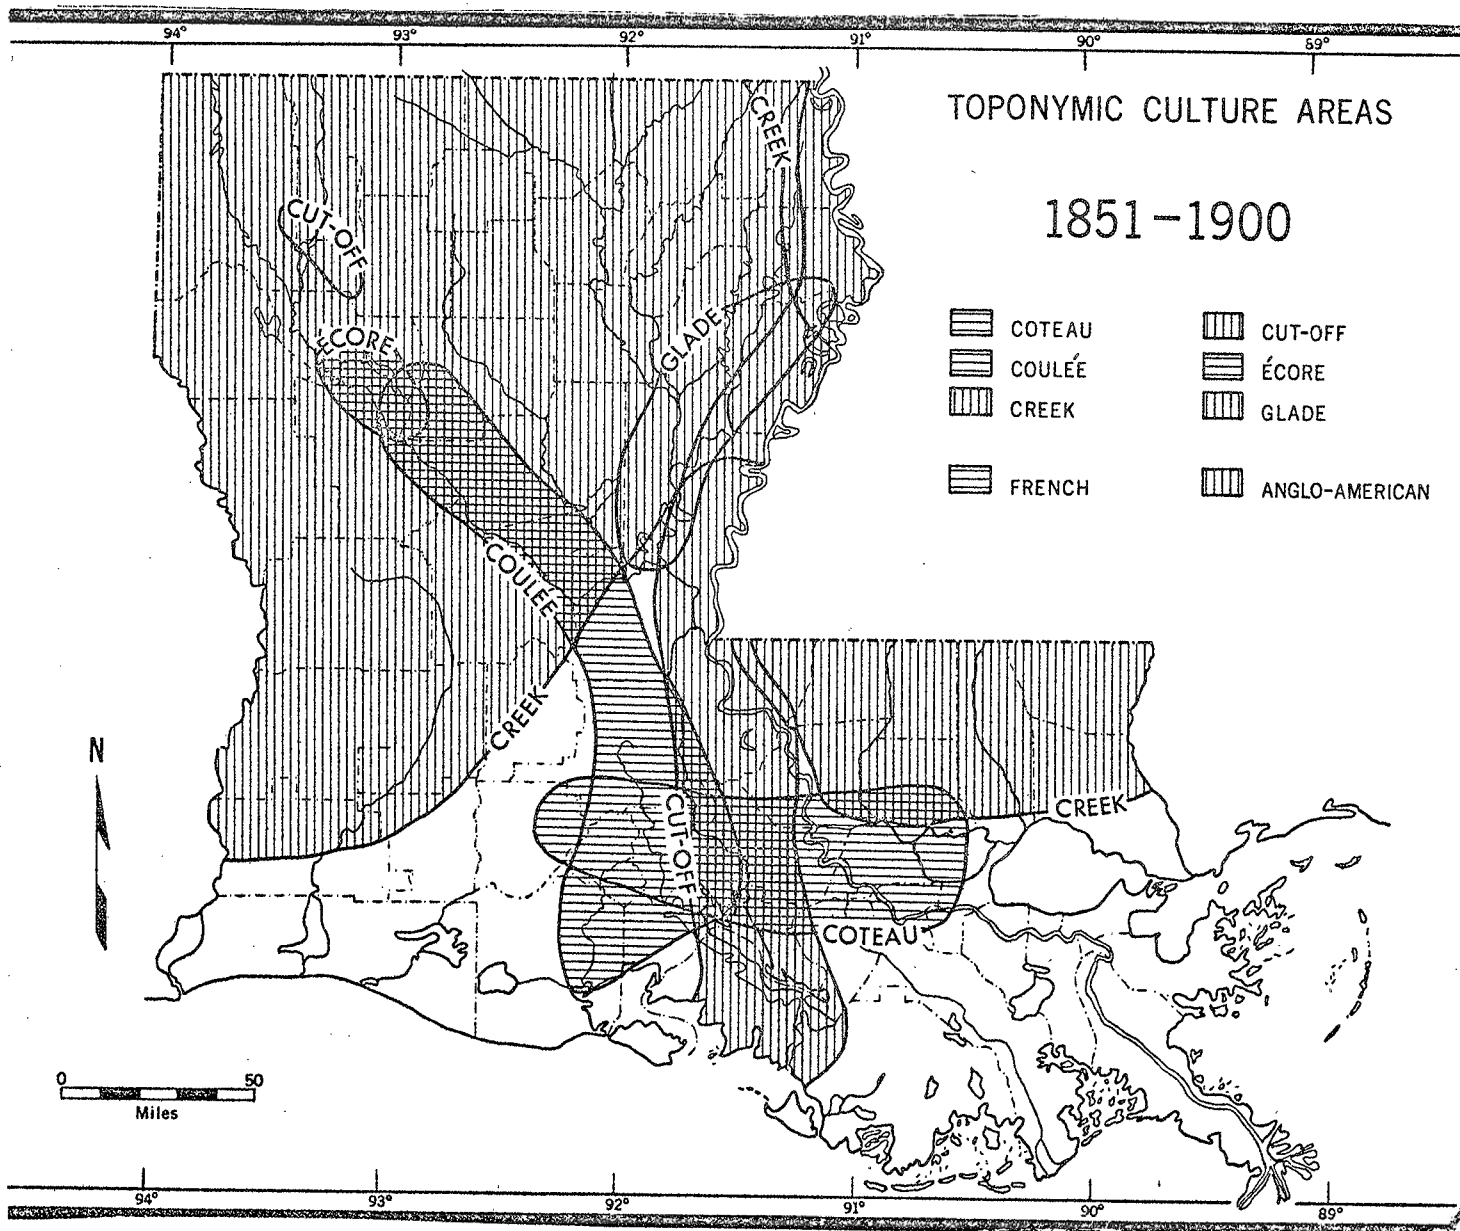 94° 93° 92° 91° 90° 89°
TOPONYMIC CULTURE AREAS
1851-1900
COTEAU
COULÉE
CREEK
FRENCH
CUT-OFF
ÉCORE
GLADE
ANGLO-AMERICAN
CREEK
CUT-OFF
ÉCORE
GLADE
COULÉE
CREEK
CUT-OFF
CREEK
COTEAU
N
0 50
Miles
94° 93° 92° 91° 90° 89°